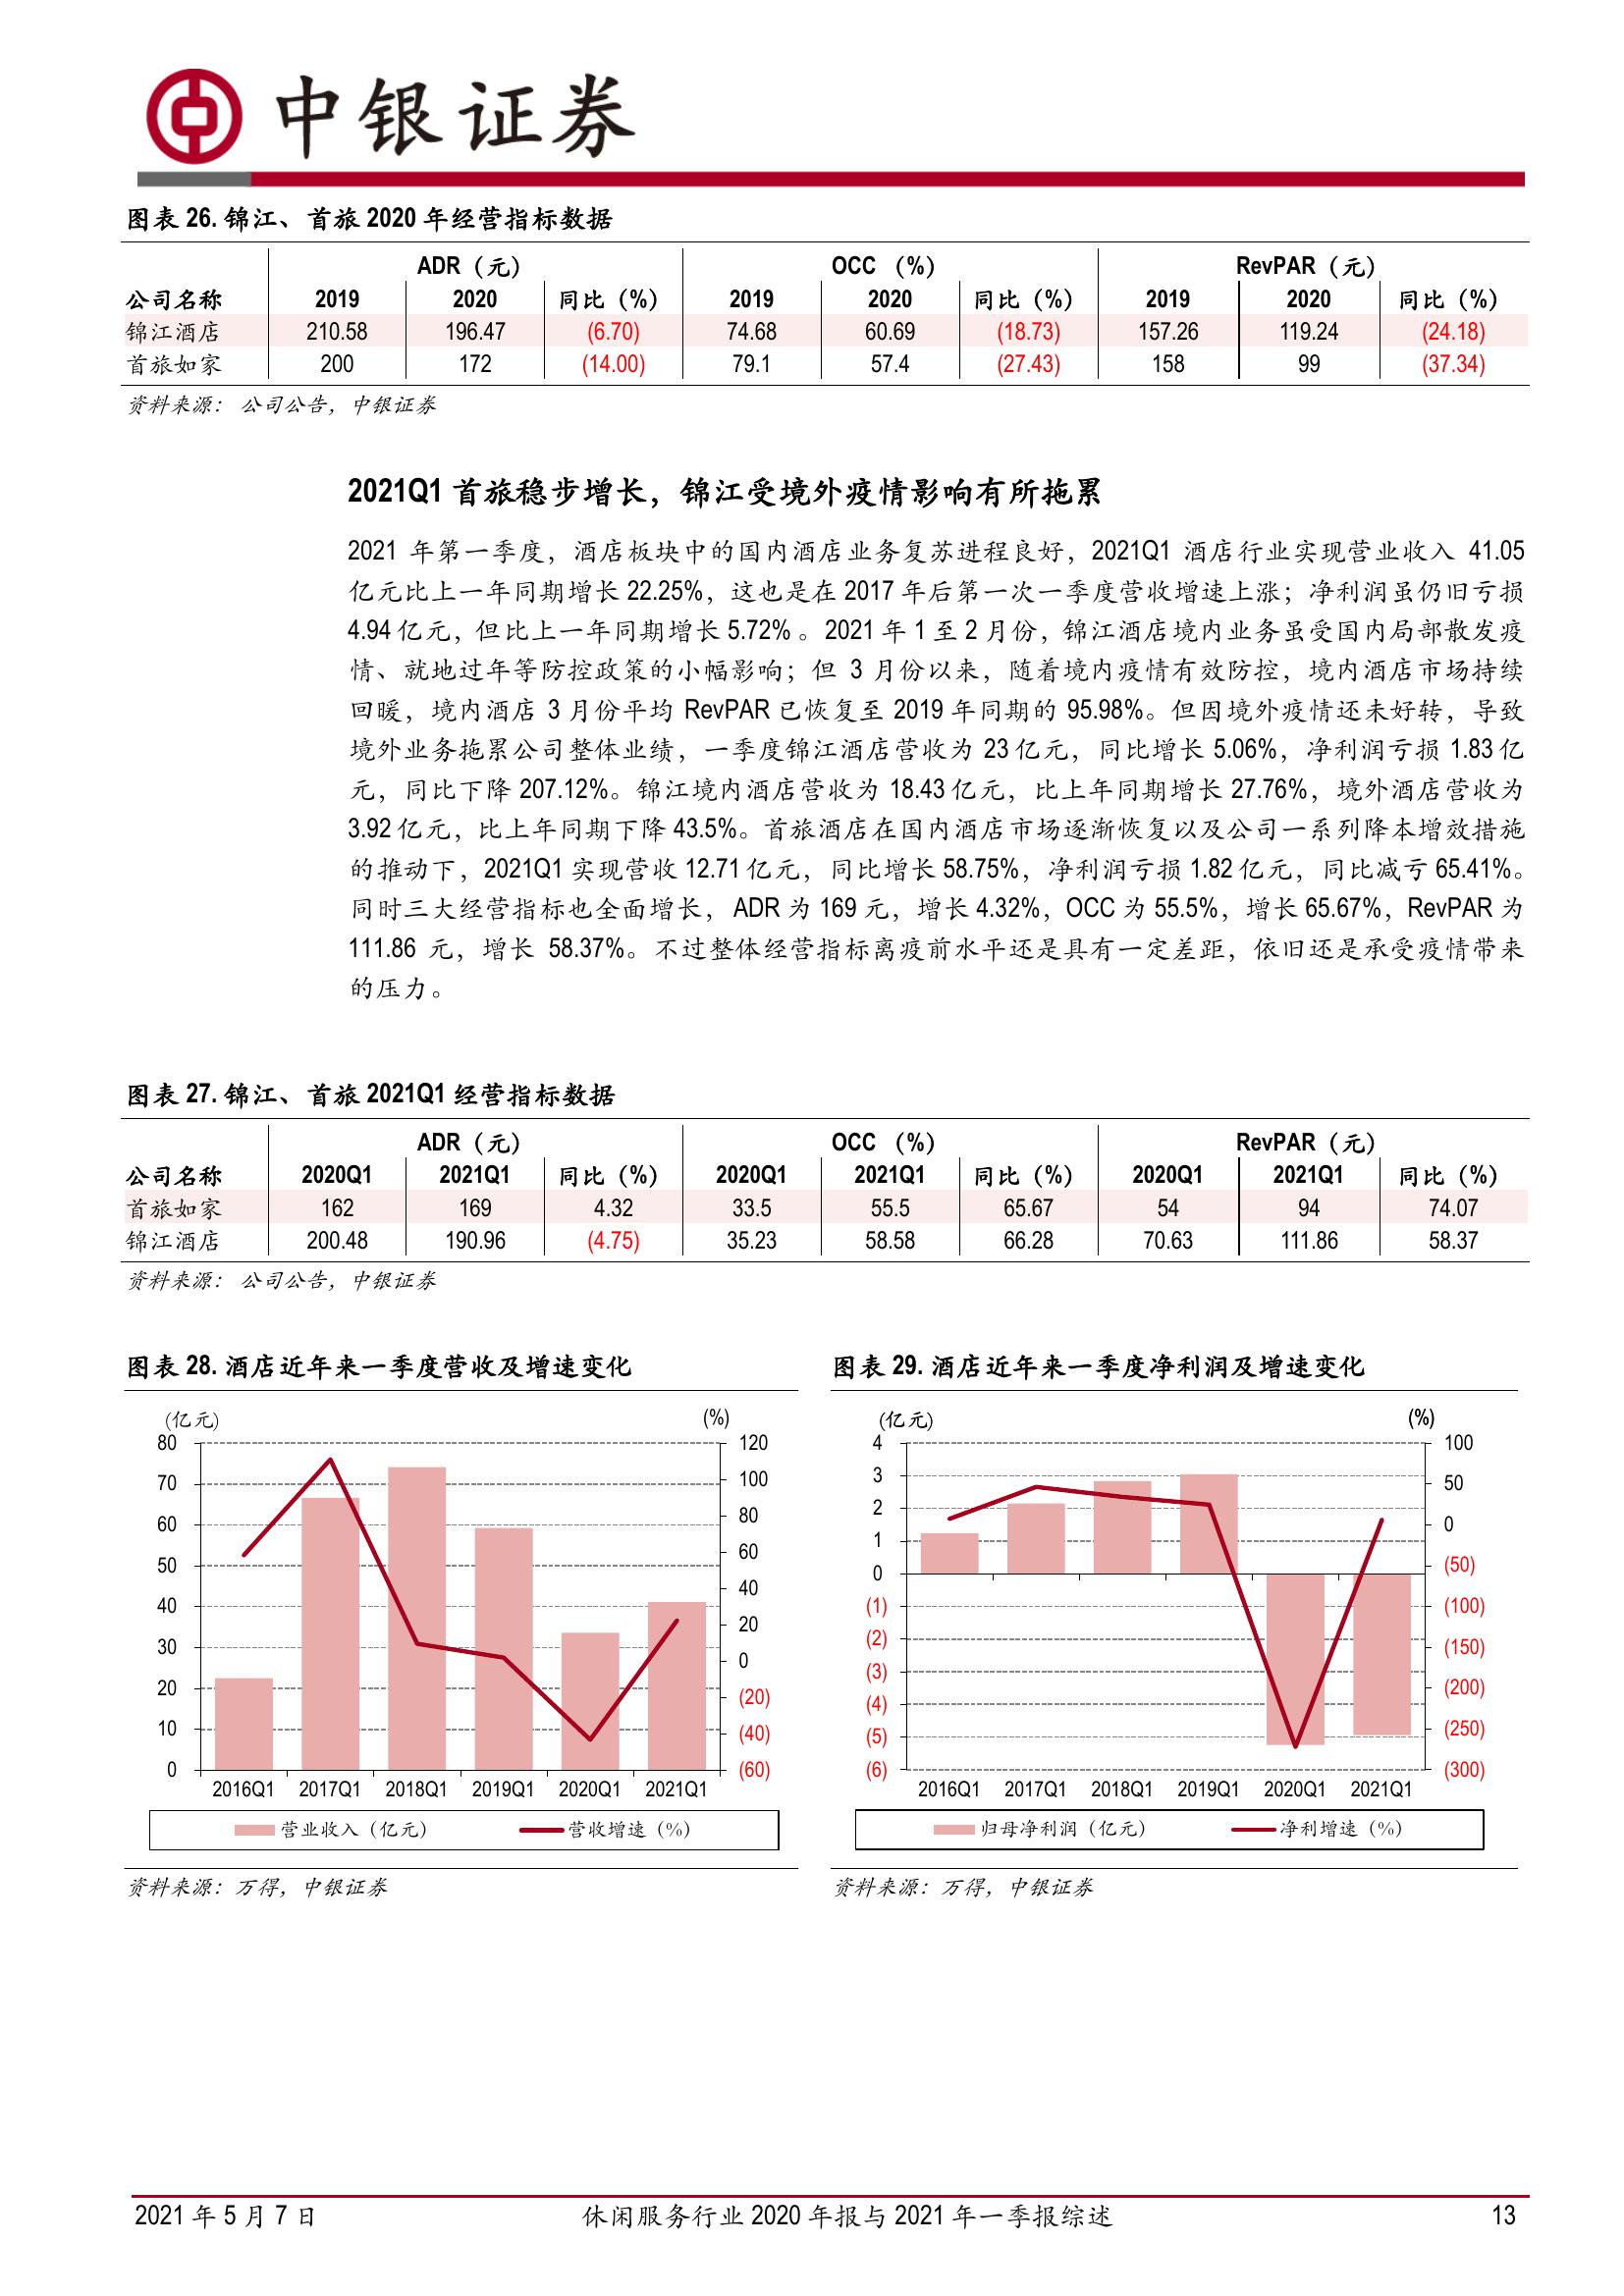 中银证券
图表 26. 锦江、首旅 2020 年经营指标数据
ADR（元） OCC （%） RevPAR（元）
公司名称 2019 2020 同比（%） 2019 2020 同比（%） 2019 2020 同比（%）
锦江酒店 210.58 196.47 (6.70) 74.68 60.69 (18.73) 157.26 119.24 (24.18)
首旅如家 200 172 (14.00) 79.1 57.4 (27.43) 158 99 (37.34)
资料来源： 公司公告，中银证券
2021Q1 首旅稳步增长，锦江受境外疫情影响有所拖累
2021 年第一季度，酒店板块中的国内酒店业务复苏进程良好，2021Q1 酒店行业实现营业收入 41.05
亿元比上一年同期增长 22.25%，这也是在 2017 年后第一次一季度营收增速上涨；净利润虽仍旧亏损
4.94 亿元，但比上一年同期增长 5.72% 。2021 年 1 至 2 月份，锦江酒店境内业务虽受国内局部散发疫
情、就地过年等防控政策的小幅影响；但 3 月份以来，随着境内疫情有效防控，境内酒店市场持续
回暖，境内酒店 3 月份平均 RevPAR 已恢复至 2019 年同期的 95.98%。但因境外疫情还未好转，导致
境外业务拖累公司整体业绩，一季度锦江酒店营收为 23 亿元，同比增长 5.06%，净利润亏损 1.83 亿
元，同比下降 207.12%。锦江境内酒店营收为 18.43 亿元，比上年同期增长 27.76%，境外酒店营收为
3.92 亿元，比上年同期下降 43.5%。首旅酒店在国内酒店市场逐渐恢复以及公司一系列降本增效措施
的推动下，2021Q1 实现营收 12.71 亿元，同比增长 58.75%，净利润亏损 1.82 亿元，同比减亏 65.41%。
同时三大经营指标也全面增长，ADR 为 169 元，增长 4.32%，OCC 为 55.5%，增长 65.67%，RevPAR 为
111.86 元，增长 58.37%。不过整体经营指标离疫前水平还是具有一定差距，依旧还是承受疫情带来
的压力。
图表 27. 锦江、首旅 2021Q1 经营指标数据
ADR（元） OCC （%） RevPAR（元）
公司名称 2020Q1 2021Q1 同比（%） 2020Q1 2021Q1 同比（%） 2020Q1 2021Q1 同比（%）
首旅如家 162 169 4.32 33.5 55.5 65.67 54 94 74.07
锦江酒店 200.48 190.96 (4.75) 35.23 58.58 66.28 70.63 111.86 58.37
资料来源： 公司公告，中银证券
图表 28. 酒店近年来一季度营收及增速变化
(亿元) (%)
80 120
70 100
60 80
50 60
40 40
30 20
20 0
10 (20)
0 (40)
(60)
2016Q1 2017Q1 2018Q1 2019Q1 2020Q1 2021Q1
营业收入（亿元） 营收增速（%）
资料来源：万得，中银证券
图表 29. 酒店近年来一季度净利润及增速变化
(亿元) (%)
4 100
3 50
2 0
1 (50)
0 (100)
(1) (150)
(2) (200)
(3) (250)
(4) (300)
(5)
(6)
2016Q1 2017Q1 2018Q1 2019Q1 2020Q1 2021Q1
归母净利润（亿元） 净利增速（%）
资料来源：万得，中银证券
2021 年 5 月 7 日 休闲服务行业 2020 年报与 2021 年一季报综述 13